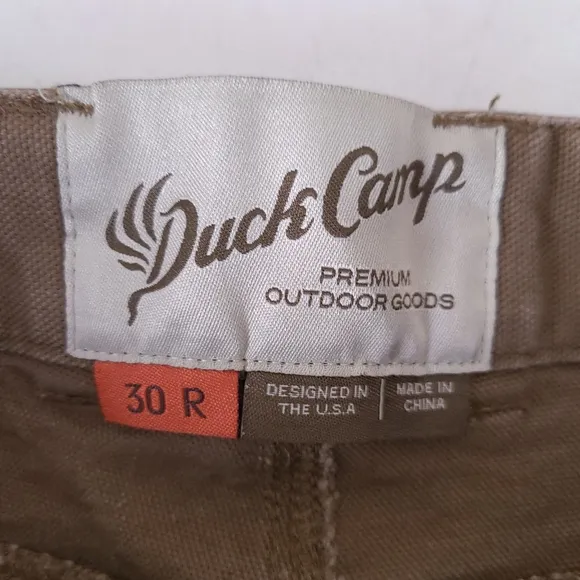 Duck Camp
PREMIUM
OUTDOOR GOODS
30 R
DESIGNED IN
THE U.S.A
MADE IN
CHINA